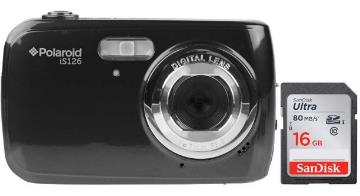 Polaroid
iS126
DIGITAL LENS
SanDisk
Ultra
80 MB/s
16 GB
SanDisk